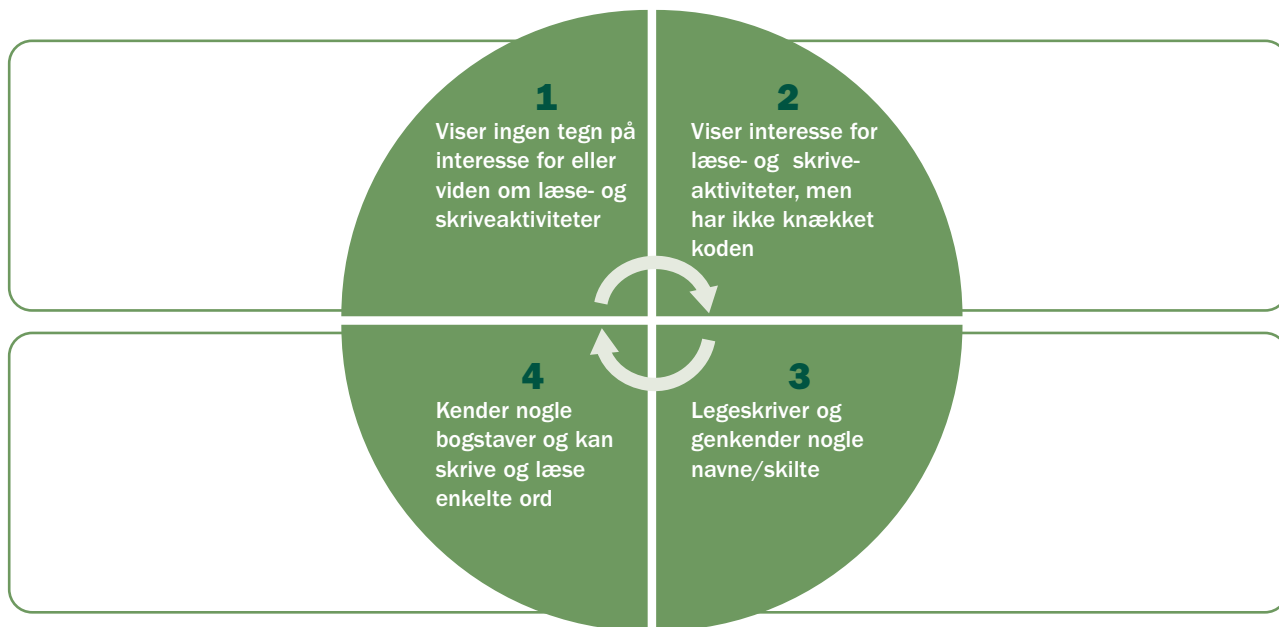 1
Viser ingen tegn på
interesse for eller
viden om læse- og
skriveaktiviteter
2
Viser interesse for
læse- og skrive-
aktiviteter, men
har ikke knækket
koden
4
Kender nogle
bogstaver og kan
skrive og læse
enkelte ord
3
Legeskriver og
genkender nogle
navne/skilte